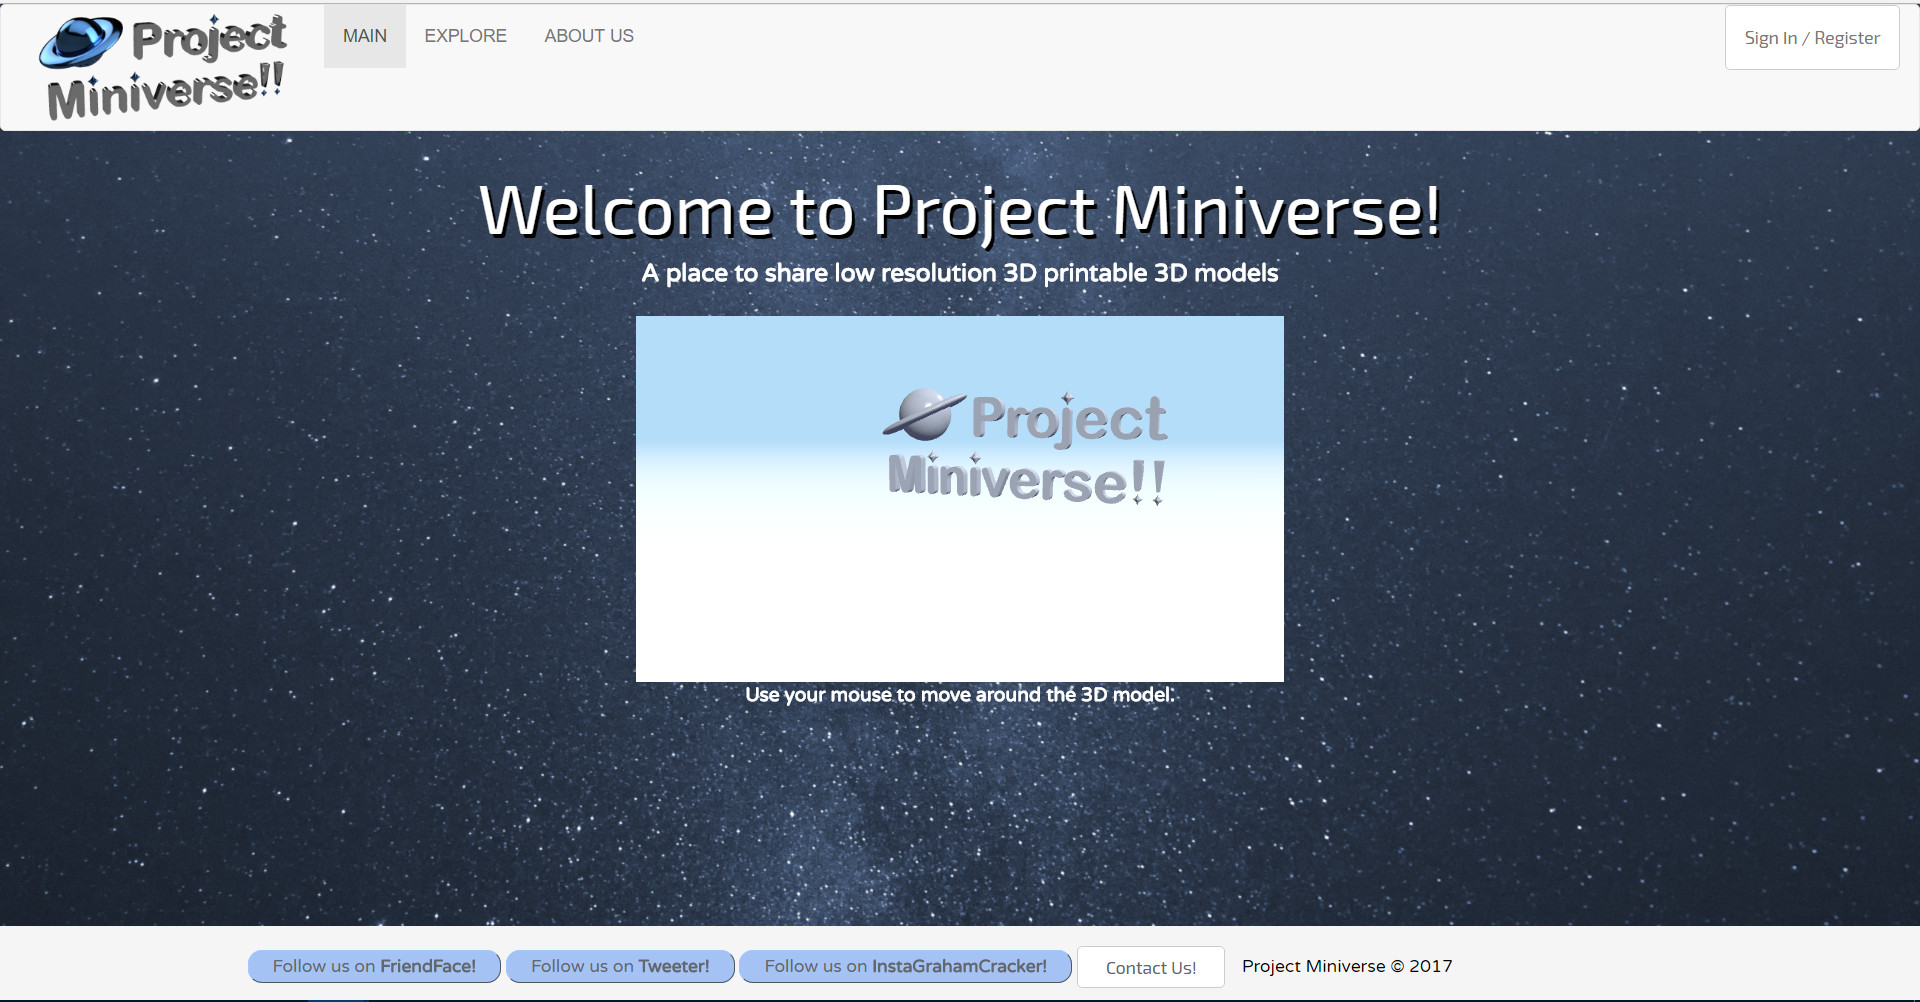 Project
Miniverse!!
MAIN EXPLORE ABOUT US
Sign In / Register
Welcome to Project Miniverse!
A place to share low resolution 3D printable 3D models
Project
Miniverse!!
Use your mouse to move around the 3D model.
Follow us on FriendFace! Follow us on Tweeter! Follow us on InstaGrahamCracker! Contact Us! Project Miniverse © 2017